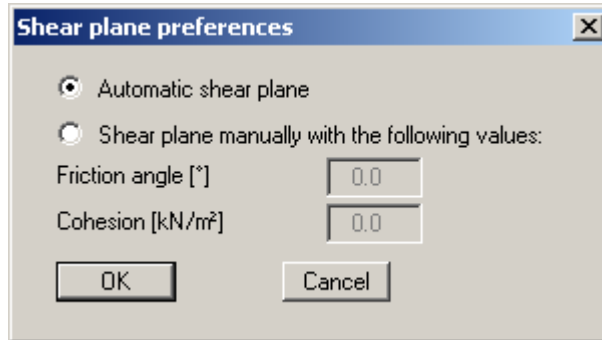 Shear plane preferences
Automatic shear plane
Shear plane manually with the following values:
Friction angle [°] 0.0
Cohesion [kN/m²] 0.0
OK Cancel